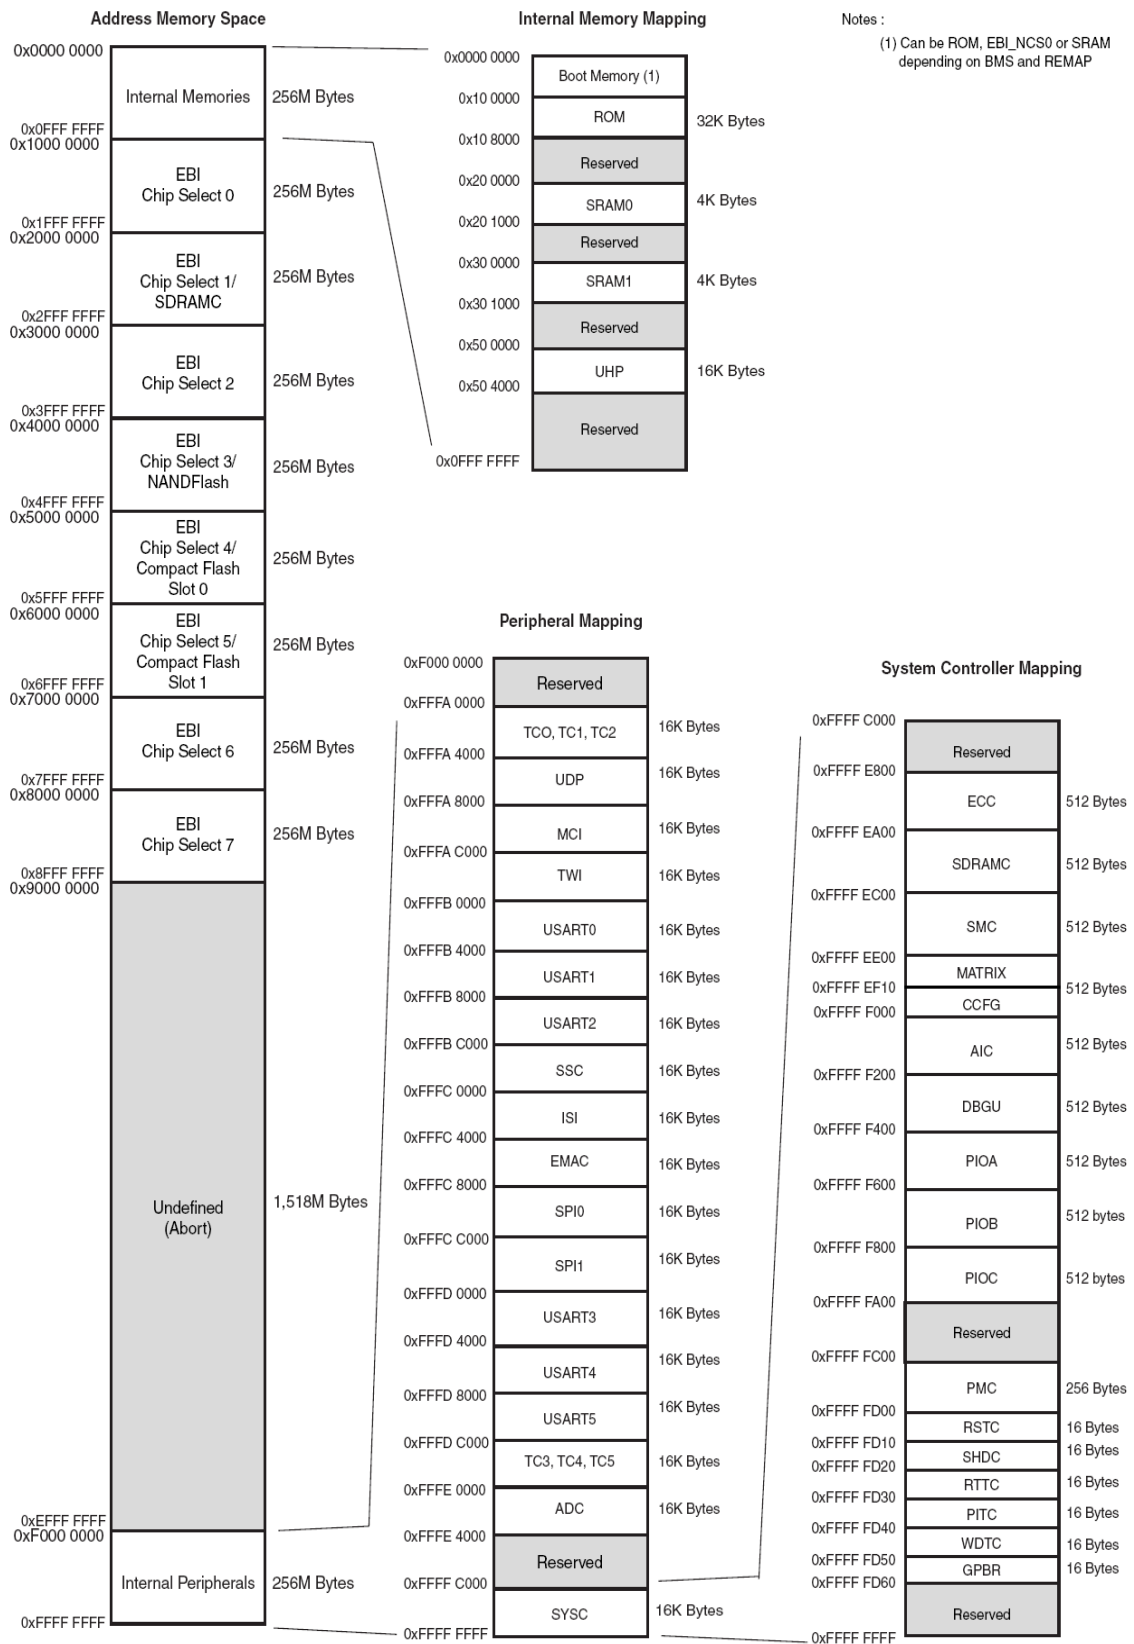 Address Memory Space
0x0000 0000
Internal Memories
256M Bytes
0x0FFF FFFF
0x1000 0000
EBI
Chip Select 0
256M Bytes
0x1FFF FFFF
0x2000 0000
EBI
Chip Select 1/
SDRAMC
256M Bytes
0x2FFF FFFF
0x3000 0000
EBI
Chip Select 2
256M Bytes
0x3FFF FFFF
0x4000 0000
EBI
Chip Select 3/
NANDFlash
256M Bytes
0x4FFF FFFF
0x5000 0000
EBI
Chip Select 4/
Compact Flash
Slot 0
256M Bytes
0x5FFF FFFF
0x6000 0000
EBI
Chip Select 5/
Compact Flash
Slot 1
256M Bytes
0x6FFF FFFF
0x7000 0000
EBI
Chip Select 6
256M Bytes
0x7FFF FFFF
0x8000 0000
EBI
Chip Select 7
256M Bytes
0x8FFF FFFF
0x9000 0000
Undefined
(Abort)
1,518M Bytes
0xEFFF FFFF
0xF000 0000
Internal Peripherals
256M Bytes
0xFFFF FFFF
Internal Memory Mapping
0x0000 0000
Boot Memory (1)
0x10 0000
ROM
32K Bytes
0x10 8000
Reserved
0x20 0000
SRAM0
4K Bytes
0x20 1000
Reserved
0x30 0000
SRAM1
4K Bytes
0x30 1000
Reserved
0x50 0000
UHP
16K Bytes
0x50 4000
Reserved
0x0FFF FFFF
Notes :
(1) Can be ROM, EBI_NCS0 or SRAM
depending on BMS and REMAP
Peripheral Mapping
0xF000 0000
Reserved
0xFFFA 0000
TCO, TC1, TC2
16K Bytes
0xFFFA 4000
UDP
16K Bytes
0xFFFA 8000
MCI
16K Bytes
0xFFFA C000
TWI
16K Bytes
0xFFFB 0000
USART0
16K Bytes
0xFFFB 4000
USART1
16K Bytes
0xFFFB 8000
USART2
16K Bytes
0xFFFB C000
SSC
16K Bytes
0xFFFC 0000
ISI
16K Bytes
0xFFFC 4000
EMAC
16K Bytes
0xFFFC 8000
SPI0
16K Bytes
0xFFFC C000
SPI1
16K Bytes
0xFFFD 0000
USART3
16K Bytes
0xFFFD 4000
USART4
16K Bytes
0xFFFD 8000
USART5
16K Bytes
0xFFFD C000
TC3, TC4, TC5
16K Bytes
0xFFFE 0000
ADC
16K Bytes
0xFFFE 4000
Reserved
0xFFFF C000
SYSC
16K Bytes
0xFFFF FFFF
System Controller Mapping
0xFFFF C000
Reserved
0xFFFF E800
ECC
512 Bytes
0xFFFF EA00
SDRAMC
512 Bytes
0xFFFF EC00
SMC
512 Bytes
0xFFFF EE00
MATRIX
0xFFFF EF10
512 Bytes
CCFG
0xFFFF F000
AIC
512 Bytes
0xFFFF F200
DBGU
512 Bytes
0xFFFF F400
PIOA
512 Bytes
0xFFFF F600
PIOB
512 bytes
0xFFFF F800
PIOC
512 bytes
0xFFFF FA00
Reserved
0xFFFF FC00
PMC
256 Bytes
0xFFFF FD00
RSTC
16 Bytes
0xFFFF FD10
SHDC
16 Bytes
0xFFFF FD20
RTTC
16 Bytes
0xFFFF FD30
PITC
16 Bytes
0xFFFF FD40
WDTC
16 Bytes
0xFFFF FD50
GPBR
16 Bytes
0xFFFF FD60
Reserved
0xFFFF FFFF